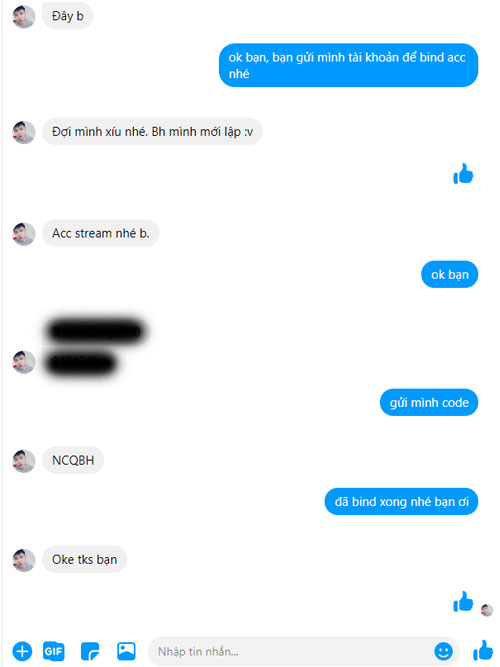 Đây b
ok bạn, bạn gửi mình tài khoản để bind acc
nhé
Đợi mình xíu nhé. Bh mình mới lập :v
Acc stream nhé b.
ok bạn
gửi mình code
NCQBH
đã bind xong nhé bạn ơi
Oke tks bạn
GIF
Nhập tin nhắn...